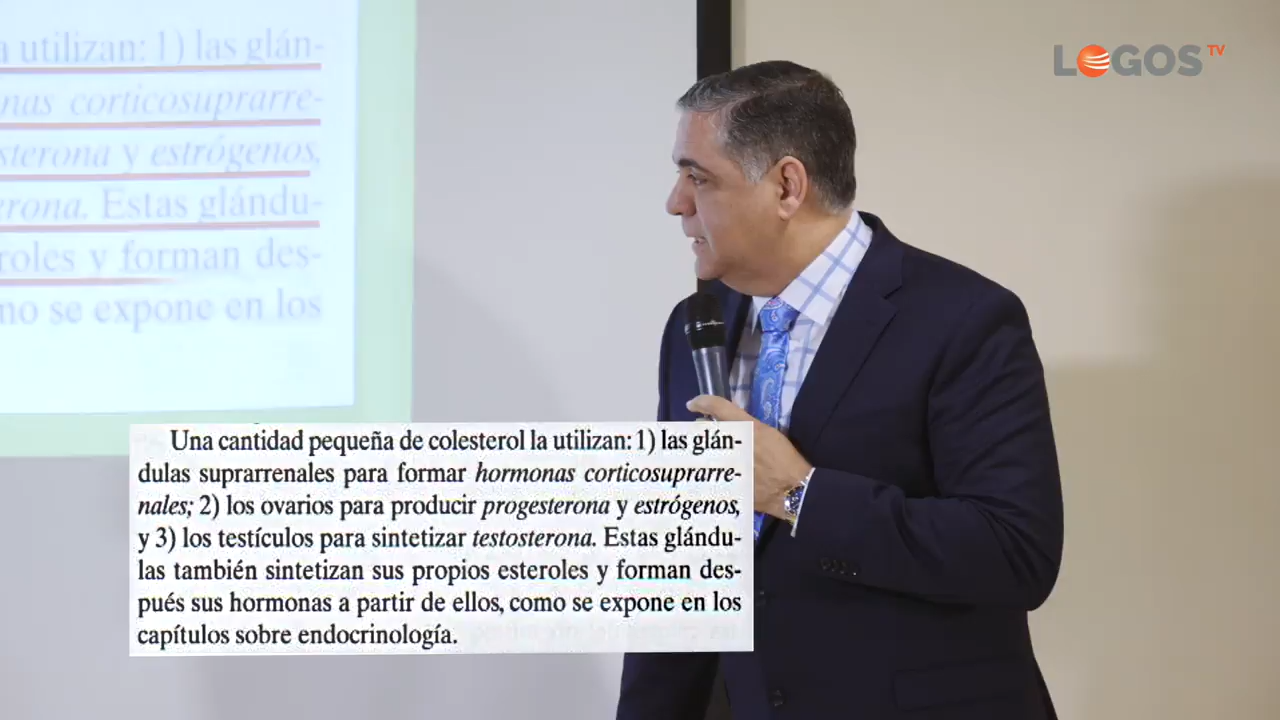 a utilizan: 1) las glán-
nas corticosuprarre-
sterona y estrógenos,
erona. Estas glándu-
roles y forman des-
mo se expone en los
LOGOS TV
Una cantidad pequeña de colesterol la utilizan: 1) las glán-
dulas suprarrenales para formar hormonas corticosuprarre-
nales; 2) los ovarios para producir progesterona y estrógenos,
y 3) los testículos para sintetizar testosterona. Estas glándu-
las también sintetizan sus propios esteroles y forman des-
pués sus hormonas a partir de ellos, como se expone en los
capítulos sobre endocrinología.